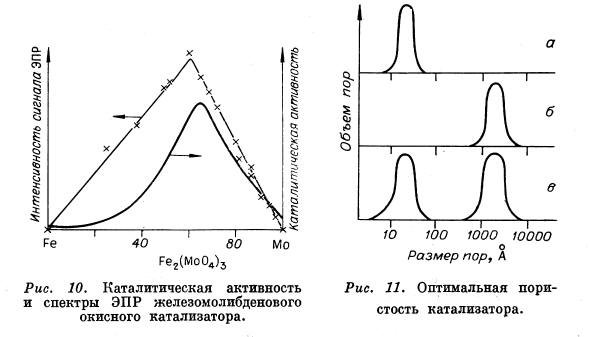 Интенсивность сигнала ЭПР
Каталитическая активность
Fe 40 80 Mo
Fe₂(MoO₄)₃
Рис. 10. Каталитическая активность
и спектры ЭПР железомолибденового
окисного катализатора.
Объем пор
а
б
в
10 100 1000 10000
Размер пор, Å
Рис. 11. Оптимальная пори-
стость катализатора.